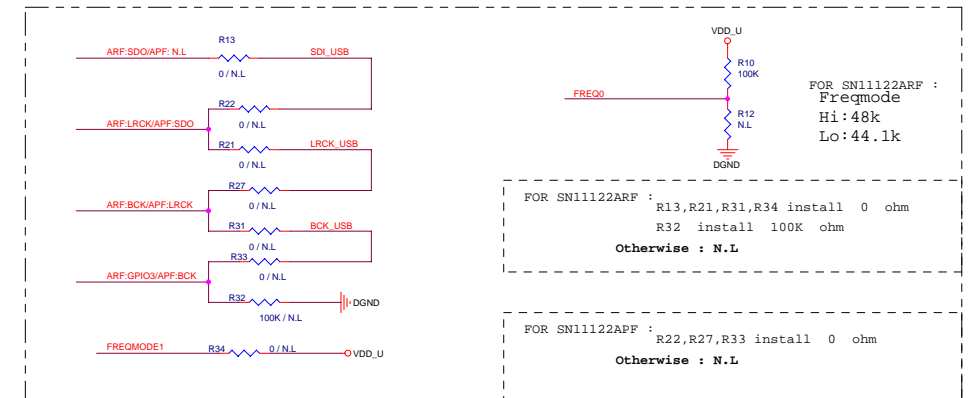 R13
ARF:SDO/APF: N.L
SDI_USB
0 / N.L
R22
ARF:LRCK/APF:SDO
0 / N.L
R21
LRCK_USB
0 / N.L
R27
ARF:BCK/APF:LRCK
0 / N.L
R31
BCK_USB
0 / N.L
R33
ARF:GPIO3/APF:BCK
0 / N.L
R32
DGND
100K / N.L
FREQMODE1
R34
0 / N.L
VDD_U
VDD_U
R10
100K
FREQ0
R12
N.L
DGND
FOR SN11122ARF :
Freqmode
Hi:48k
Lo:44.1k
FOR SN11122ARF :
R13,R21,R31,R34 install 0 ohm
R32 install 100K ohm
Otherwise : N.L
FOR SN11122APF :
R22,R27,R33 install 0 ohm
Otherwise : N.L